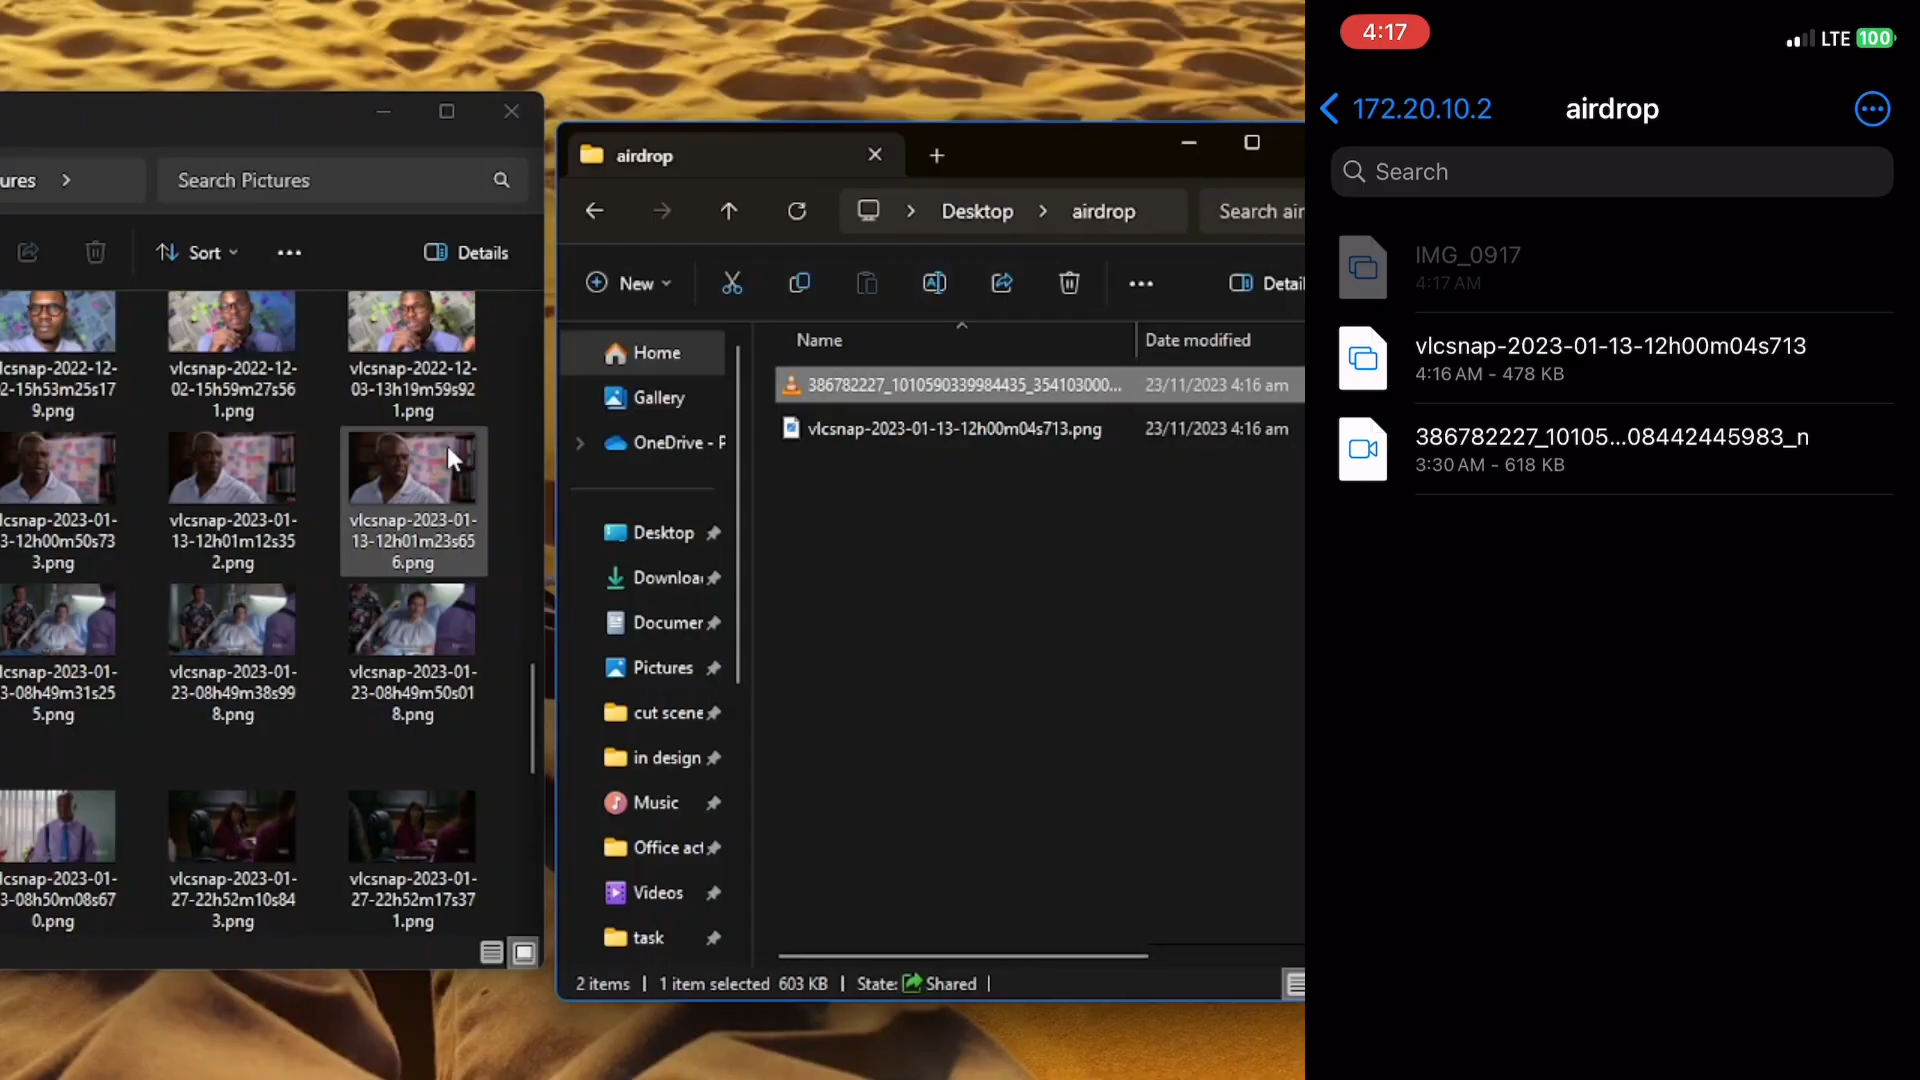 ures >
Search Pictures
Sort
Details
vlcsnap-2022-12-
02-15h53m25s17
9.png
vlcsnap-2022-12-
02-15h59m27s56
1.png
vlcsnap-2022-12-
03-13h19m59s92
1.png
lcsnap-2023-01-
3-12h00m50s73
3.png
vlcsnap-2023-01-
13-12h01m12s35
2.png
vlcsnap-2023-01-
13-12h01m23s65
6.png
lcsnap-2023-01-
3-08h49m31s25
5.png
vlcsnap-2023-01-
23-08h49m38s99
8.png
vlcsnap-2023-01-
23-08h49m50s01
8.png
lcsnap-2023-01-
3-08h50m08s67
0.png
vlcsnap-2023-01-
27-22h52m10s84
3.png
vlcsnap-2023-01-
27-22h52m17s37
1.png
airdrop
Desktop > airdrop
Search air
New
Detail
Home
Gallery
OneDrive - P
Desktop
Downloa
Documer
Pictures
cut scene
in design
Music
Office act
Videos
task
Name
Date modified
386782227_1010590339984435_354103000...
23/11/2023 4:16 am
vlcsnap-2023-01-13-12h00m04s713.png
23/11/2023 4:16 am
2 items | 1 item selected 603 KB | State: Shared |
4:17
LTE 100
172.20.10.2
airdrop
Search
IMG_0917
4:17 AM
vlcsnap-2023-01-13-12h00m04s713
4:16 AM - 478 KB
386782227_10105...08442445983_n
3:30 AM - 618 KB